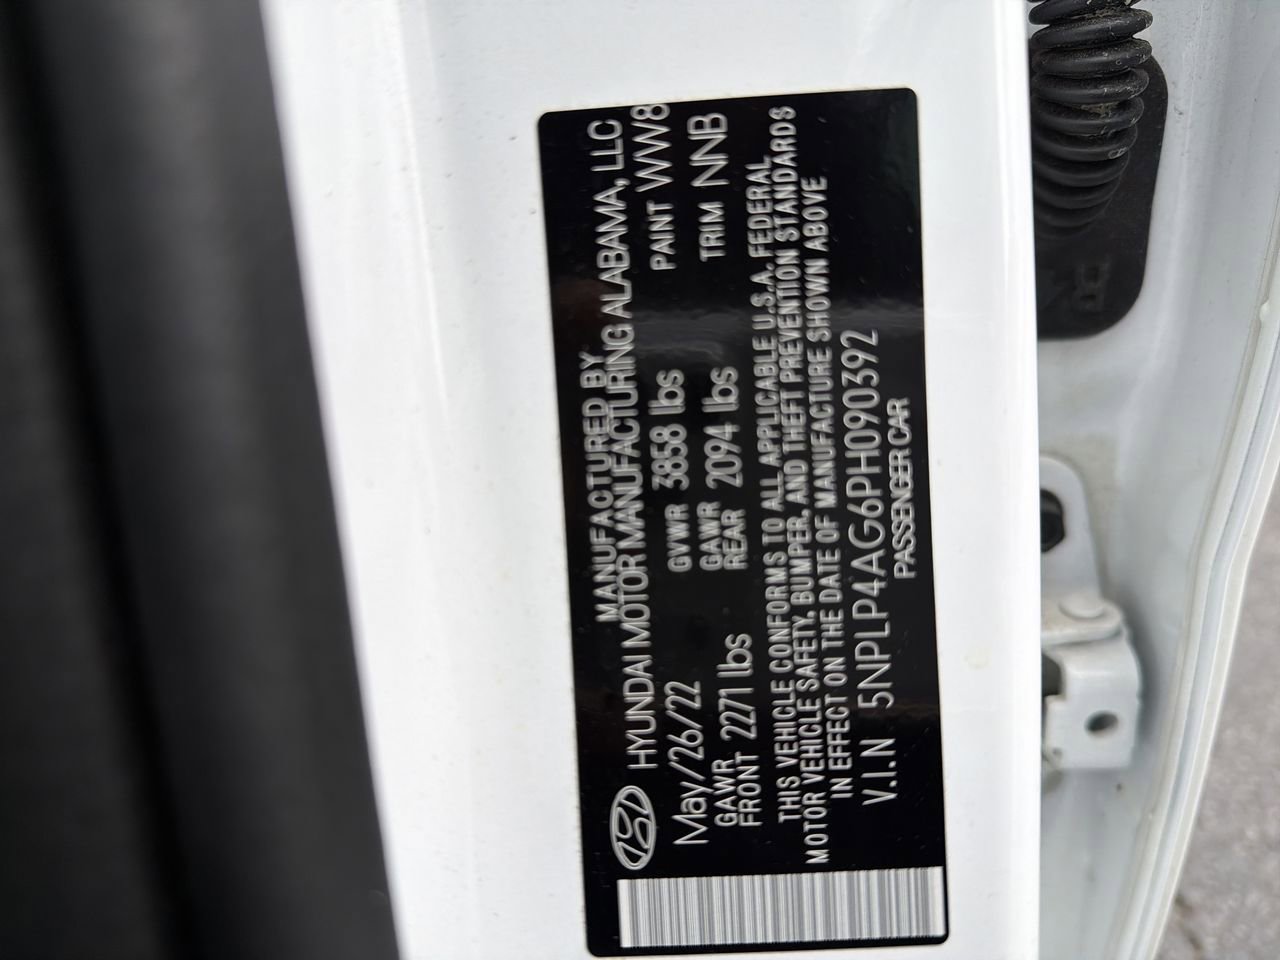 MANUFACTURED BY
HYUNDAI MOTOR MANUFACTURING ALABAMA, LLC
May/26/22 GVWR 3858 lbs PAINT WW8
GAWR FRONT 2271 lbs GAWR REAR 2094 lbs TRIM NNB
THIS VEHICLE CONFORMS TO ALL APPLICABLE U.S.A. FEDERAL
MOTOR VEHICLE SAFETY, BUMPER, AND THEFT PREVENTION STANDARDS
IN EFFECT ON THE DATE OF MANUFACTURE SHOWN ABOVE
V.I.N 5NPLP4AG6PH090392
PASSENGER CAR